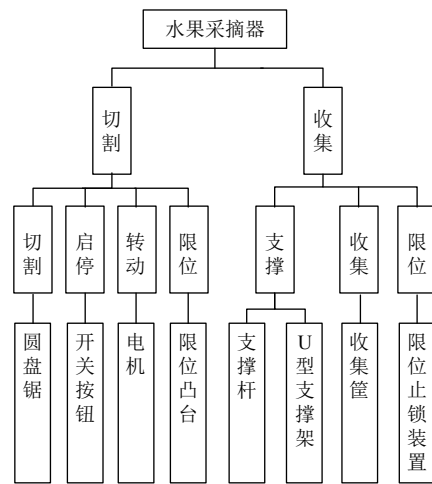 水果采摘器
切割
收集
切割
启停
转动
限位
支撑
收集
限位
圆盘锯
开关按钮
电机
限位凸台
支撑杆
U型支撑架
收集筐
限位止锁装置